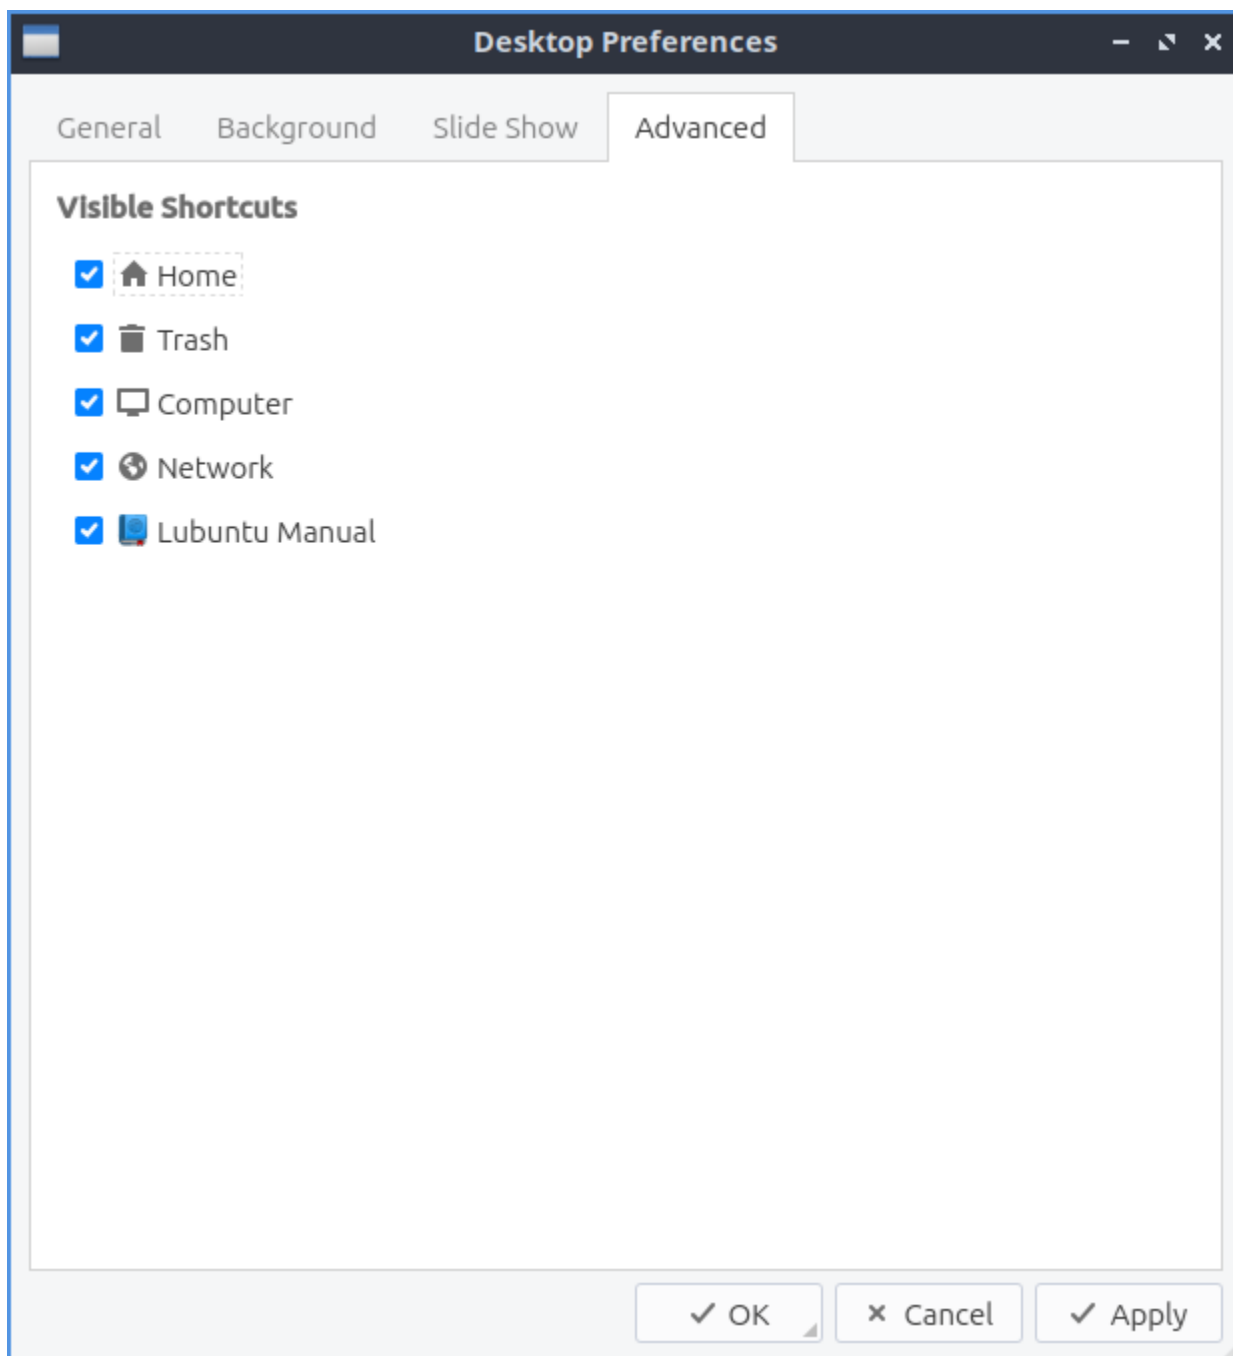 Desktop Preferences
General Background Slide Show Advanced
Visible Shortcuts
Home
Trash
Computer
Network
Lubuntu Manual
OK Cancel Apply